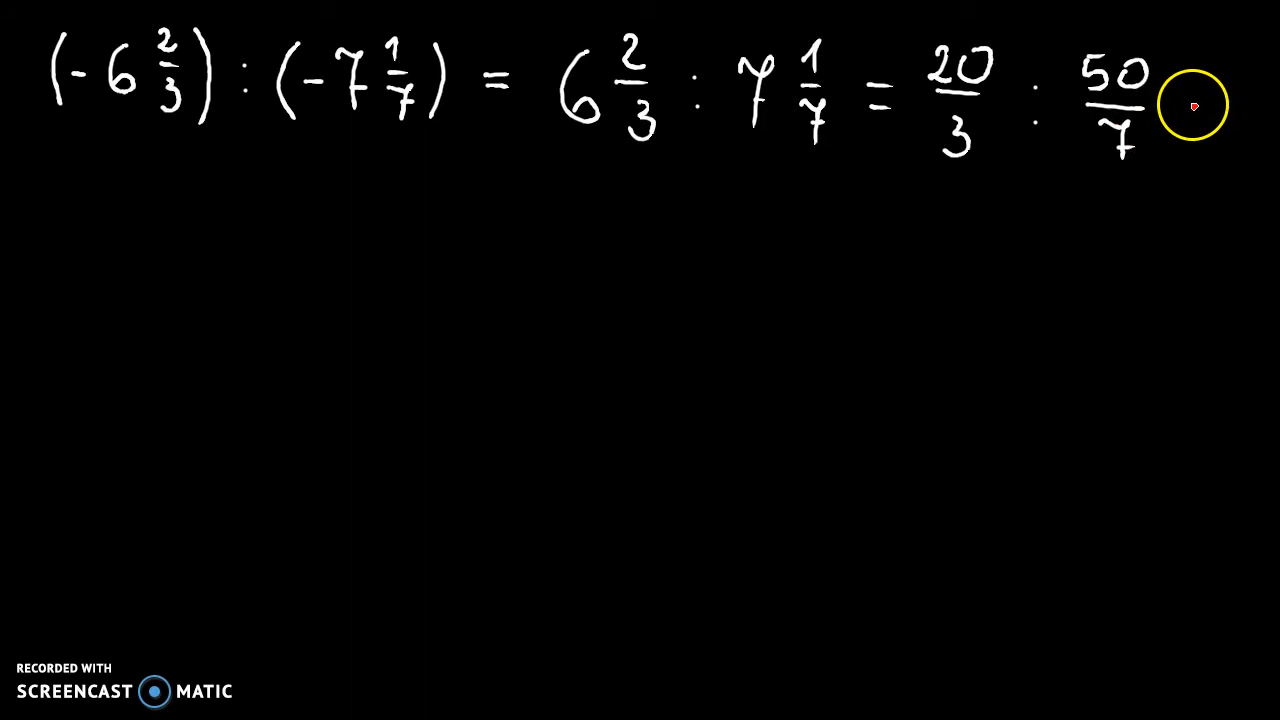 (- 6 2/3) : (- 7 1/7) = 6 2/3 : 7 1/7 = 20/3 : 50/7
RECORDED WITH
SCREENCAST MATIC